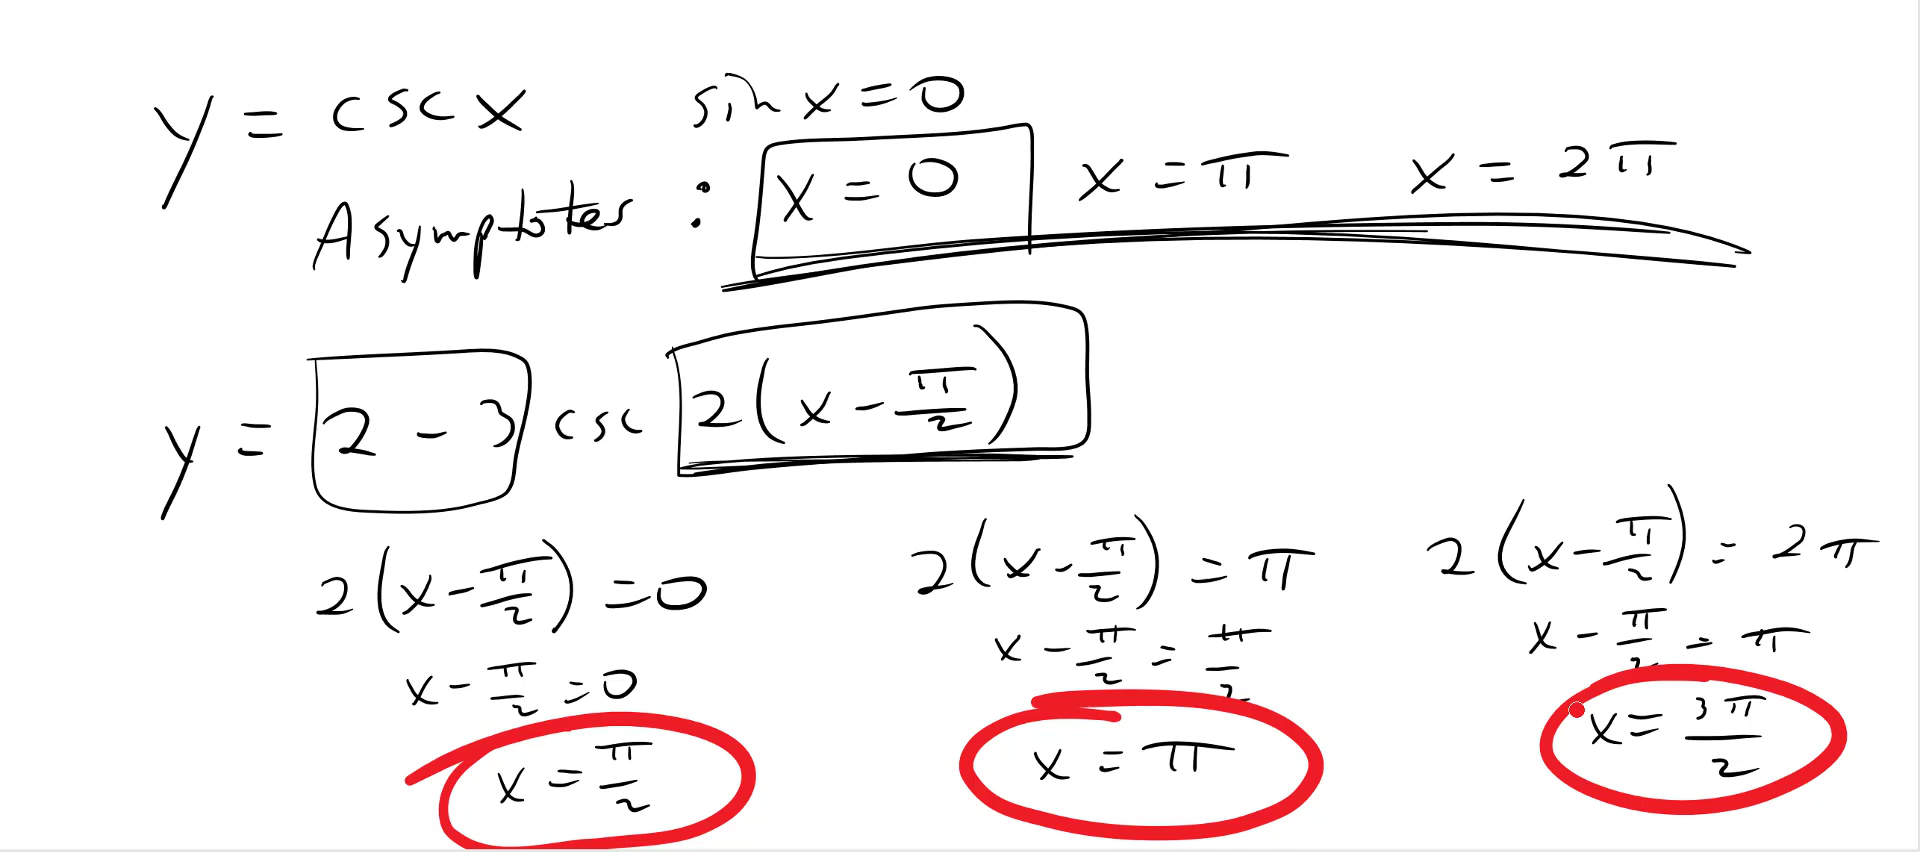 y = csc x sin x = 0
Asymptotes : x = 0 x = π x = 2π
y = 2 - 3 csc 2(x - π/2)
2(x - π/2) = 0 2(x - π/2) = π 2(x - π/2) = 2π
x - π/2 = 0 x - π/2 = π/2 x - π/2 = π
x = π/2 x = π x = 3π/2